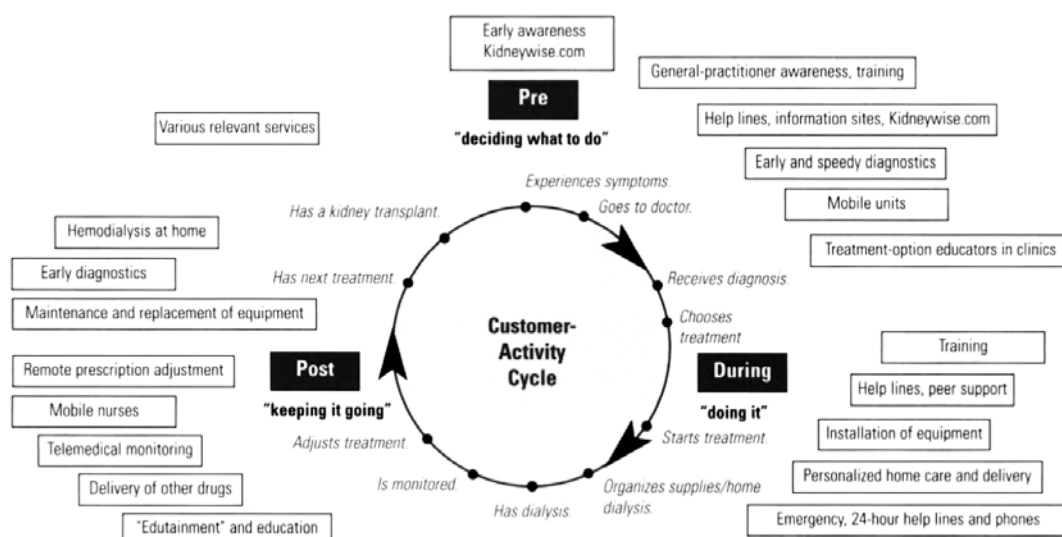 Early awareness
Kidneywise.com
Pre
"deciding what to do"
General-practitioner awareness, training
Help lines, information sites, Kidneywise.com
Early and speedy diagnostics
Mobile units
Treatment-option educators in clinics
Various relevant services
Experiences symptoms.
Goes to doctor.
Receives diagnosis.
Chooses
treatment.
Customer-
Activity
Cycle
During
"doing it"
Training
Help lines, peer support
Installation of equipment
Personalized home care and delivery
Emergency, 24-hour help lines and phones
Starts treatment.
Organizes supplies/home
dialysis.
Has dialysis.
Is monitored.
Adjusts treatment.
Post
"keeping it going"
Has next treatment.
Has a kidney transplant.
Hemodialysis at home
Early diagnostics
Maintenance and replacement of equipment
Remote prescription adjustment
Mobile nurses
Telemedical monitoring
Delivery of other drugs
"Edutainment" and education